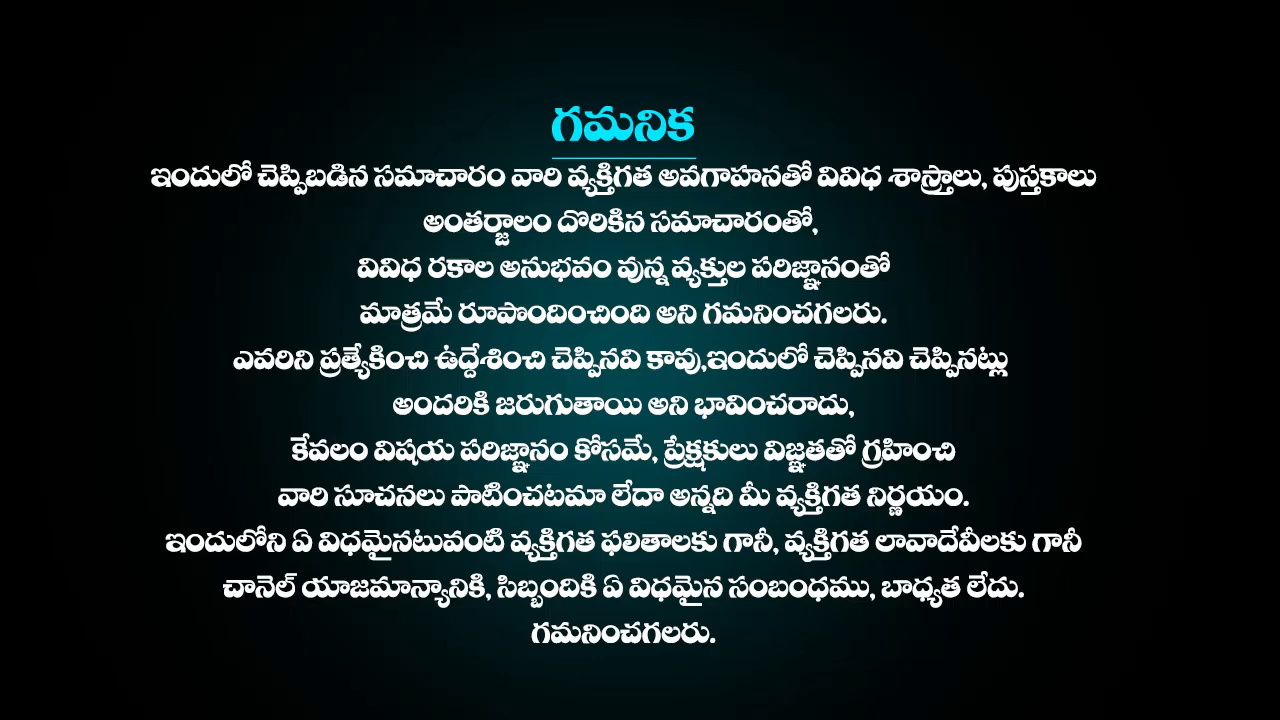 గమనిక
ఇందులో చెప్పిబడిన సమాచారం వారి వ్యక్తిగత అవగాహనతో వివిధ శాస్త్రాలు, పుస్తకాలు
అంతర్జాలం దొరికిన సమాచారంతో,
వివిధ రకాల అనుభవం వున్న వ్యక్తుల పరిజ్ఞానంతో
మాత్రమే రూపొందించింది అని గమనించగలరు.
ఎవరిని ప్రత్యేకించి ఉద్దేశించి చెప్పినవి కావు,ఇందులో చెప్పినవి చెప్పినట్లు
అందరికి జరుగుతాయి అని భావించరాదు,
కేవలం విషయ పరిజ్ఞానం కోసమే, ప్రేక్షకులు విజ్ఞతతో గ్రహించి
వారి సూచనలు పాటించటమా లేదా అన్నది మీ వ్యక్తిగత నిర్ణయం.
ఇందులోని ఏ విధమైనటువంటి వ్యక్తిగత ఫలితాలకు గానీ, వ్యక్తిగత లావాదేవీలకు గానీ
చానెల్ యాజమాన్యానికి, సిబ్బందికి ఏ విధమైన సంబంధము, బాధ్యత లేదు.
గమనించగలరు.